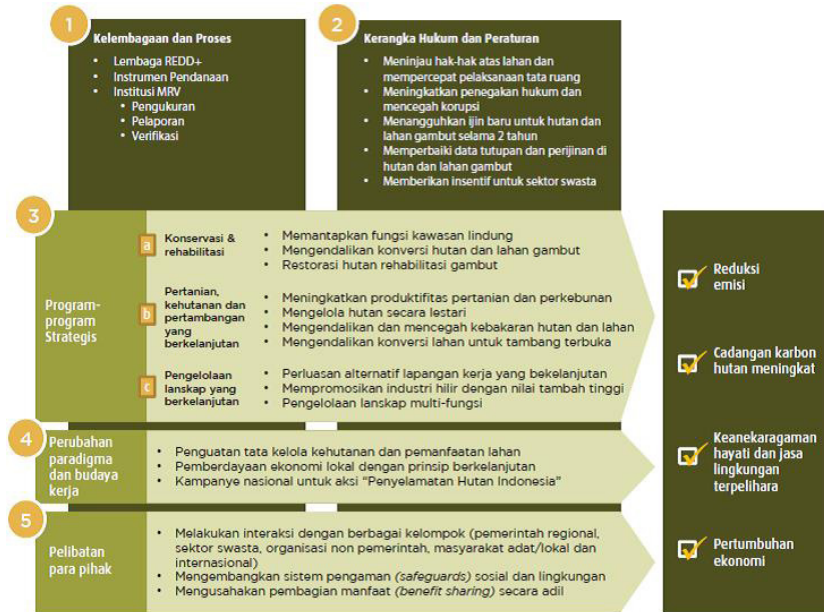 1
Kelembagaan dan Proses
• Lembaga REDD+
• Instrumen Pendanaan
• Institusi MRV
• Pengukuran
• Pelaporan
• Verifikasi
2
Kerangka Hukum dan Peraturan
• Meninjau hak-hak atas lahan dan
mempercepat pelaksanaan tata ruang
• Meningkatkan penegakan hukum dan
mencegah korupsi
• Menangguhkan ijin baru untuk hutan dan
lahan gambut selama 2 tahun
• Memperbaiki data tutupan dan perijinan di
hutan dan lahan gambut
• Memberikan insentif untuk sektor swasta
3
Program-
program
Strategis
a
Konservasi &
rehabilitasi
• Memantapkan fungsi kawasan lindung
• Mengendalikan konversi hutan dan lahan gambut
• Restorasi hutan rehabilitasi gambut
b
Pertanian,
kehutanan dan
pertambangan
yang
berkelanjutan
• Meningkatkan produktifitas pertanian dan perkebunan
• Mengelola hutan secara lestari
• Mengendalikan dan mencegah kebakaran hutan dan lahan
• Mengendalikan konversi lahan untuk tambang terbuka
c
Pengelolaan
lanskap yang
berkelanjutan
• Perluasan alternatif lapangan kerja yang bekelanjutan
• Mempromosikan industri hilir dengan nilai tambah tinggi
• Pengelolaan lanskap multi-fungsi
4
Perubahan
paradigma
dan budaya
kerja
• Penguatan tata kelola kehutanan dan pemanfaatan lahan
• Pemberdayaan ekonomi lokal dengan prinsip berkelanjutan
• Kampanye nasional untuk aksi “Penyelamatan Hutan Indonesia”
5
Pelibatan
para pihak
• Melakukan interaksi dengan berbagai kelompok (pemerintah regional,
sektor swasta, organisasi non pemerintah, masyarakat adat/lokal dan
internasional)
• Mengembangkan sistem pengaman (safeguards) sosial dan lingkungan
• Mengusahakan pembagian manfaat (benefit sharing) secara adil
Reduksi
emisi
Cadangan karbon
hutan meningkat
Keanekaragaman
hayati dan jasa
lingkungan
terpelihara
Pertumbuhan
ekonomi